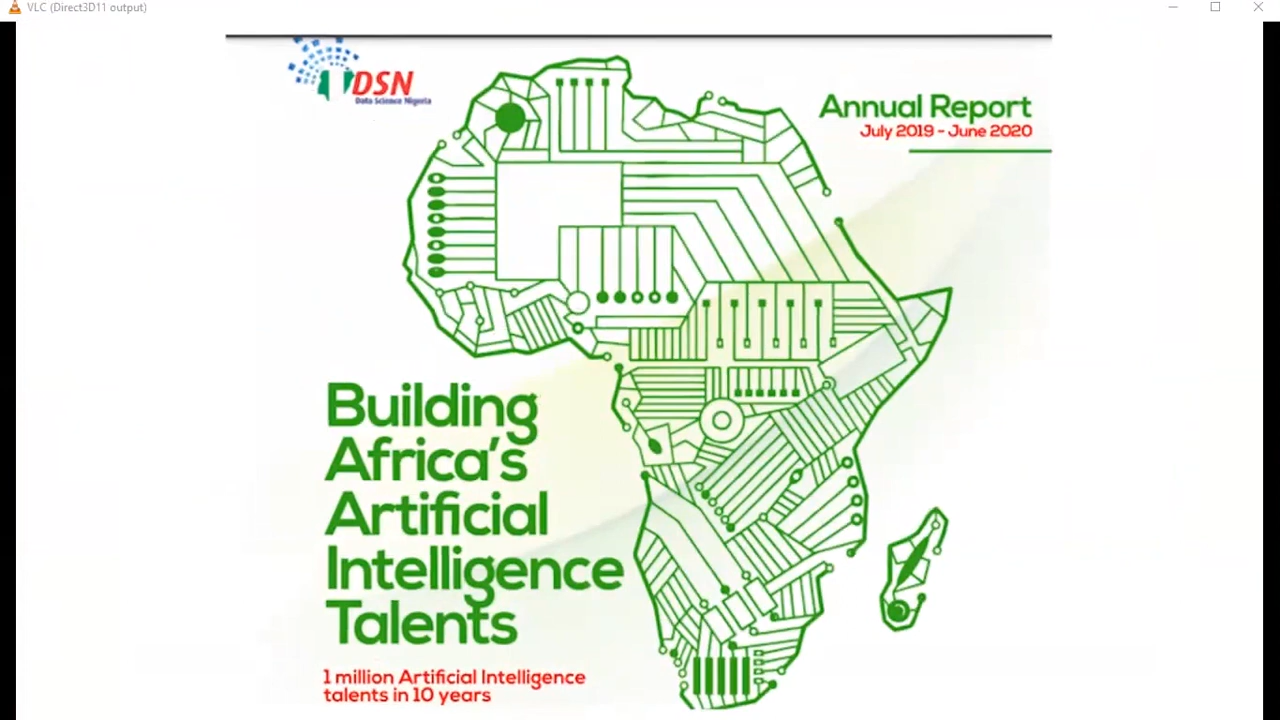 VLC (Direct3D11 output)
DSN
Data Science Nigeria
Annual Report
July 2019 - June 2020
Building
Africa's
Artificial
Intelligence
Talents
1 million Artificial Intelligence
talents in 10 years